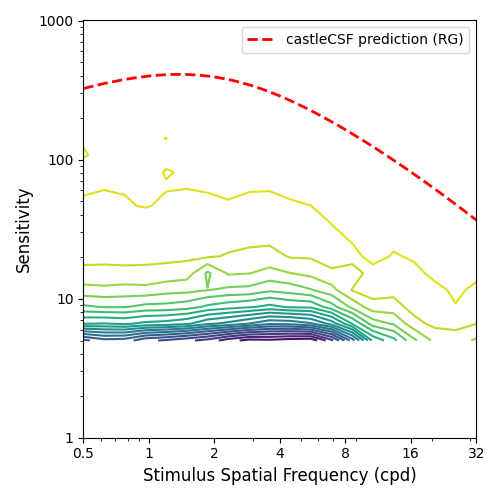 castleCSF prediction (RG)
1000
100
10
1
Sensitivity
0.5 1 2 4 8 16 32
Stimulus Spatial Frequency (cpd)